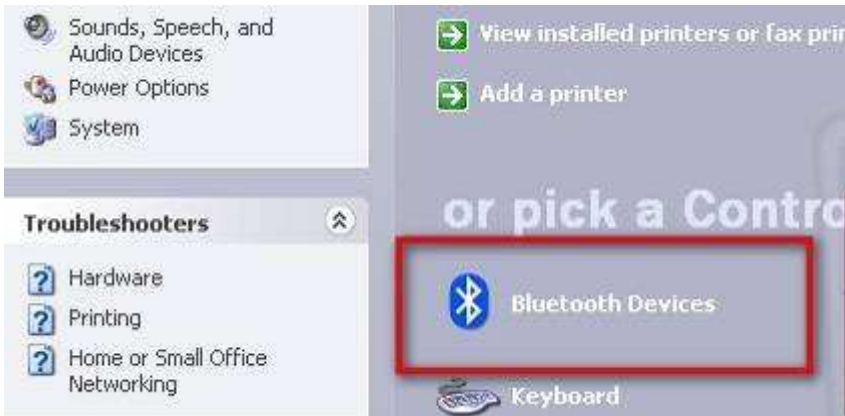 Sounds, Speech, and
Audio Devices
Power Options
System
Troubleshooters
Hardware
Printing
Home or Small Office
Networking
View installed printers or fax prin
Add a printer
or pick a Contro
Bluetooth Devices
Keyboard